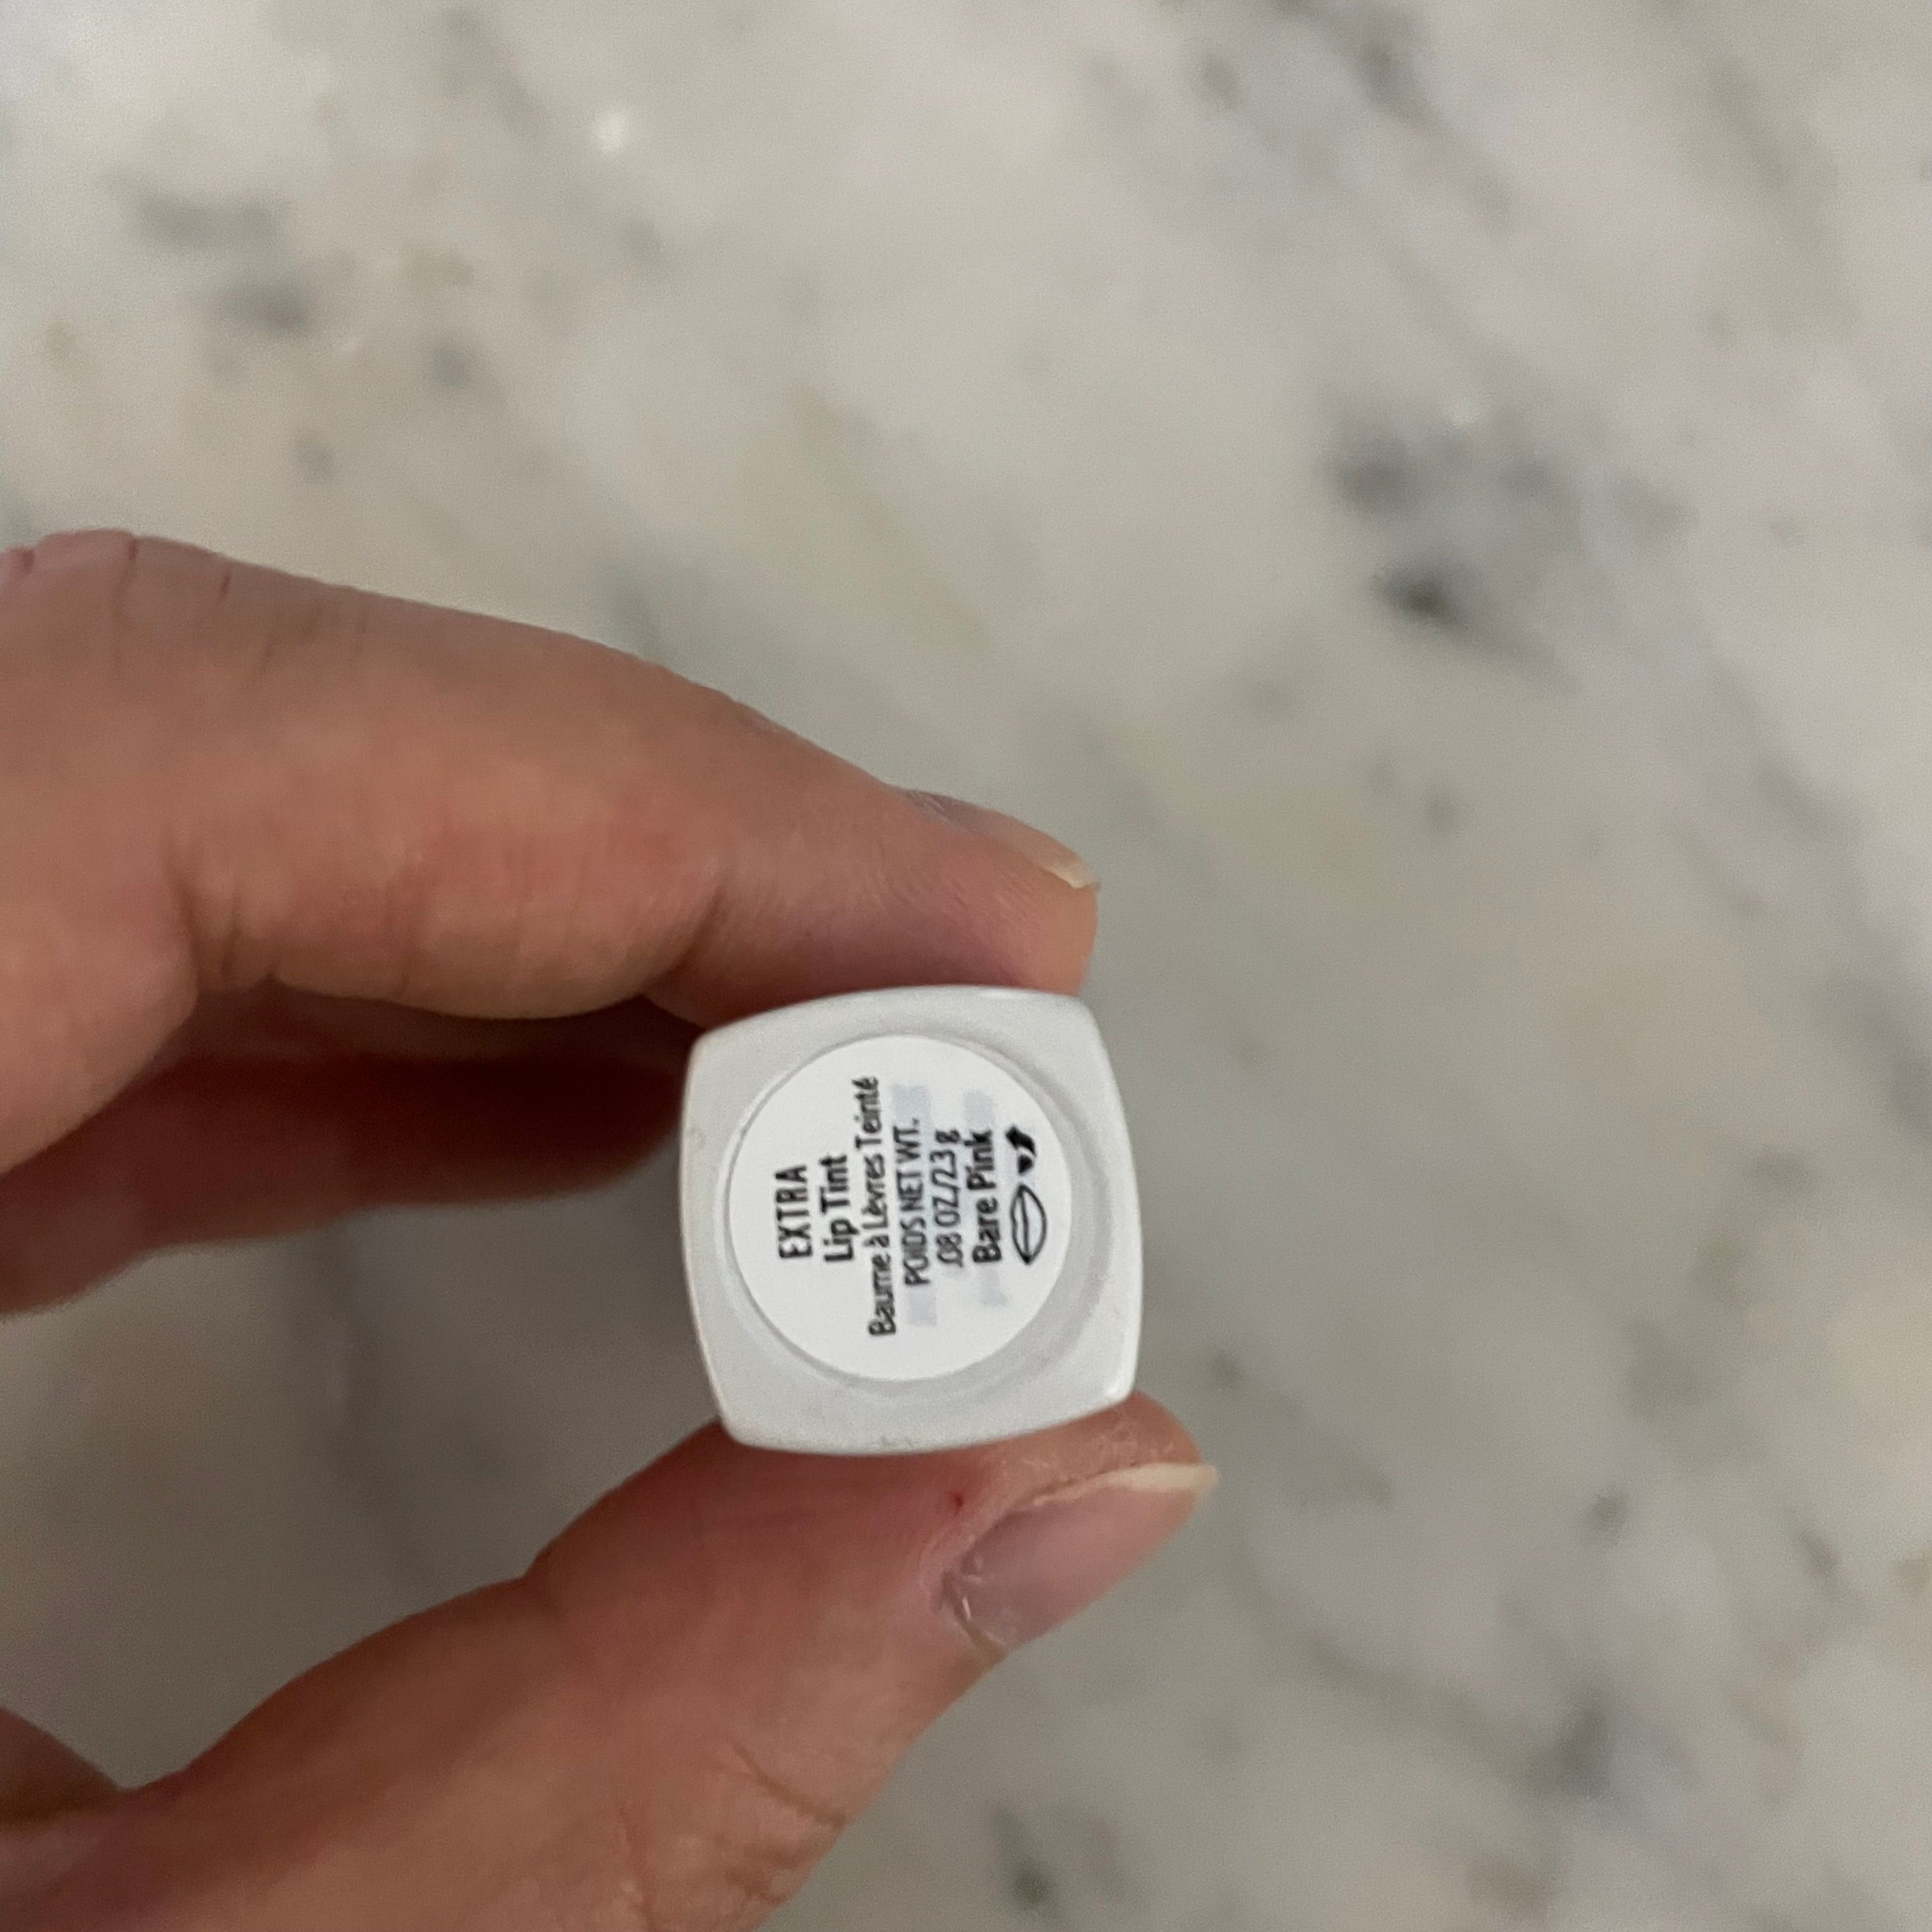 EXTRA
Lip Tint
Baume à Lèvres Teinté
POIDS NET WT.
.08 OZ./2.3 g
Bare Pink